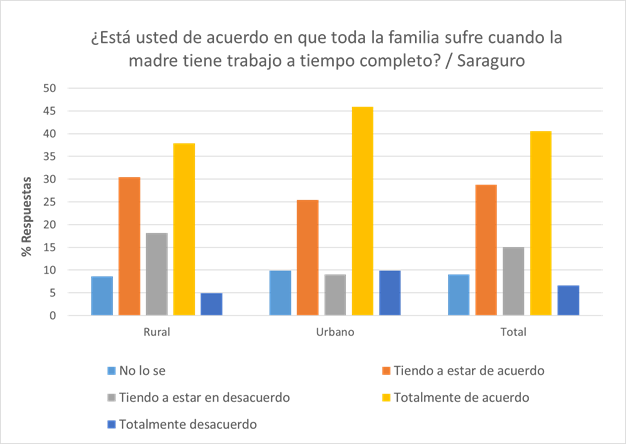 ¿Está usted de acuerdo en que toda la familia sufre cuando la
madre tiene trabajo a tiempo completo? / Saraguro
% Respuestas
50
45
40
35
30
25
20
15
10
5
0
Rural
Urbano
Total
No lo se
Tiendo a estar de acuerdo
Tiendo a estar en desacuerdo
Totalmente de acuerdo
Totalmente desacuerdo